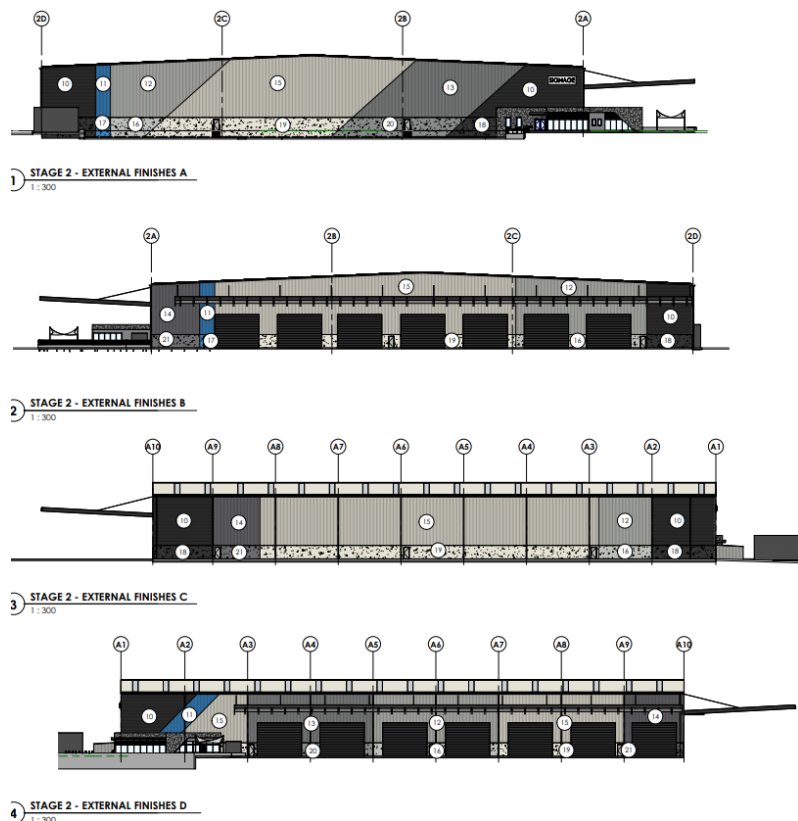 2D 2C 2B 2A
10 11 12 15 13 10 SIGNAGE
17 16 19 20 18
1 STAGE 2 - EXTERNAL FINISHES A
1 : 300
2A 2B 2C 2D
15 12
14 11 10
21 17 19 16 18
2 STAGE 2 - EXTERNAL FINISHES B
1 : 300
A10 A9 A8 A7 A6 A5 A4 A3 A2 A1
10 14 15 12 10
18 21 19 16 18
3 STAGE 2 - EXTERNAL FINISHES C
1 : 300
A1 A2 A3 A4 A5 A6 A7 A8 A9 A10
10 11 15 13 12 15 14
20 16 19 21
4 STAGE 2 - EXTERNAL FINISHES D
1 : 300